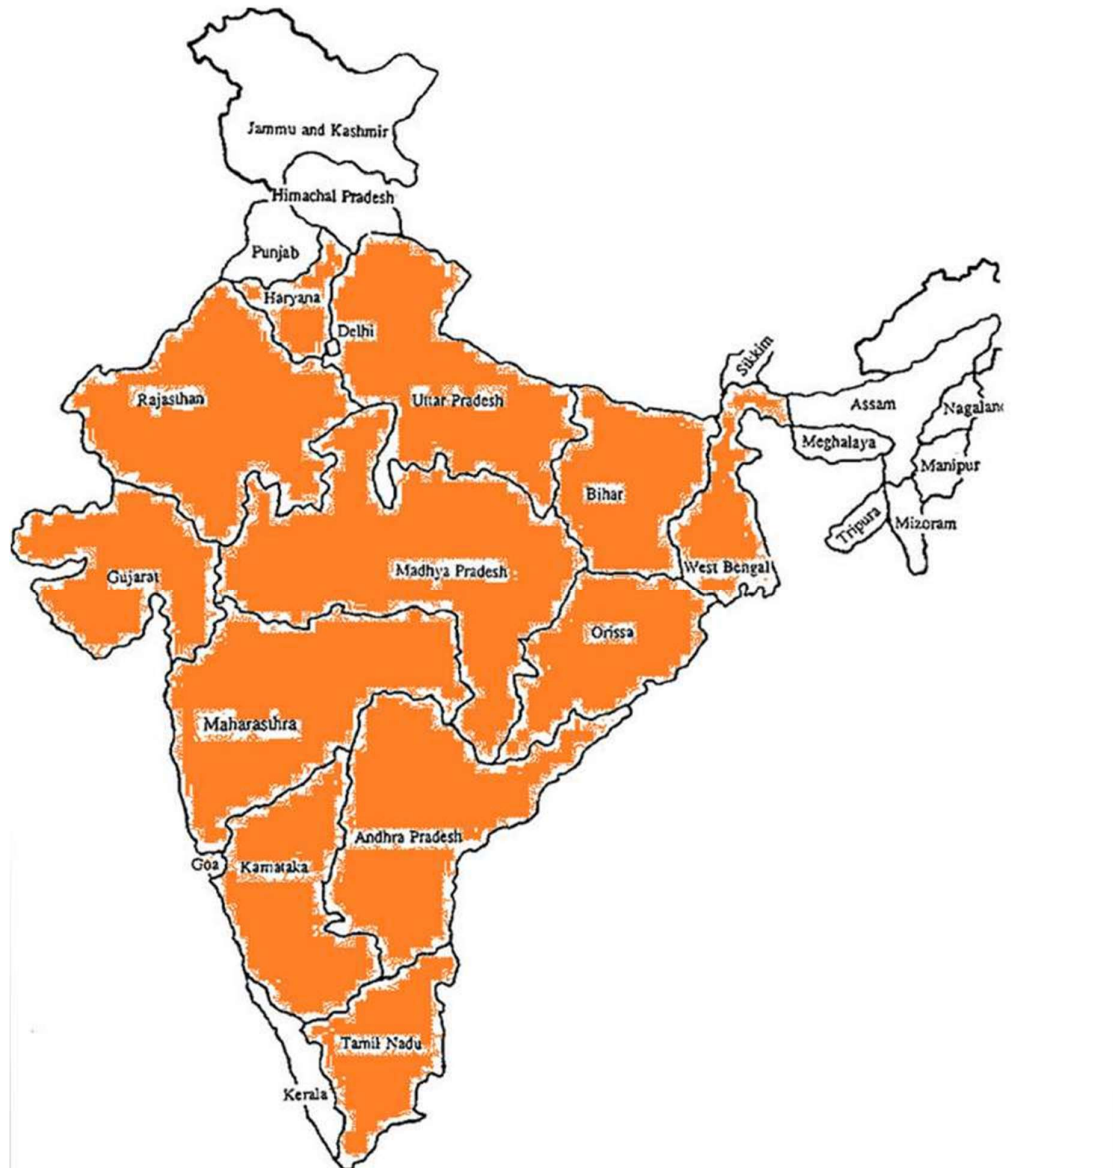 Jammu and Kashmir
Himachal Pradesh
Punjab
Haryana
Delhi
Rajasthan
Uttar Pradesh
Sikkim
Assam
Nagalan
Meghalaya
Manipur
Bihar
Tripura
Mizoram
Gujarat
Madhya Pradesh
West Bengal
Orissa
Maharasthra
Andhra Pradesh
Goa
Karnataka
Tamil Nadu
Kerala